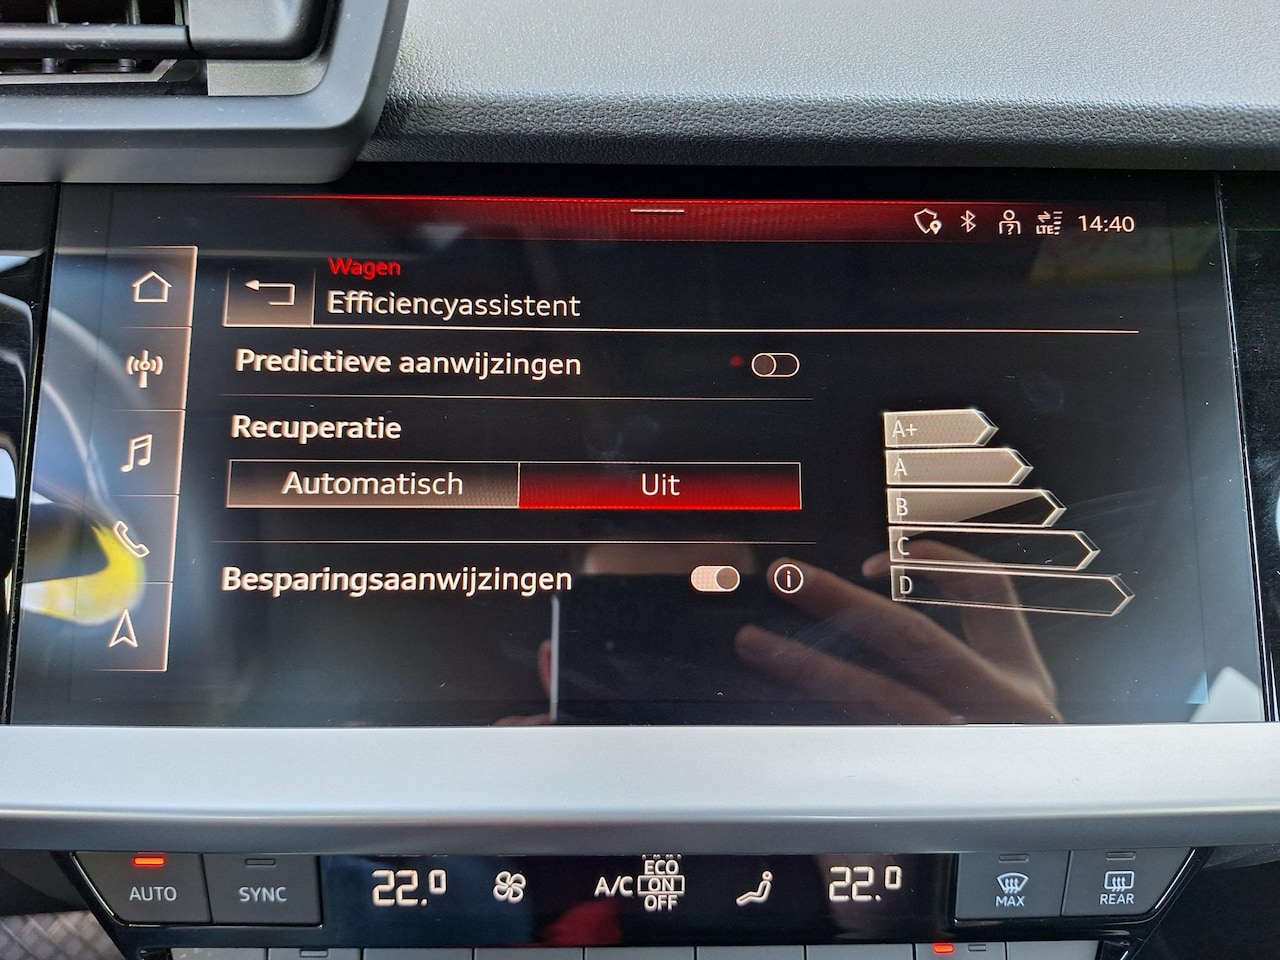 LTE 14:40
Wagen
Efficiencyassistent
Predictieve aanwijzingen
Recuperatie
Automatisch Uit
Besparingsaanwijzingen
A+
A
B
C
D
AUTO SYNC 22.0 A/C ECO ON OFF 22.0 MAX REAR